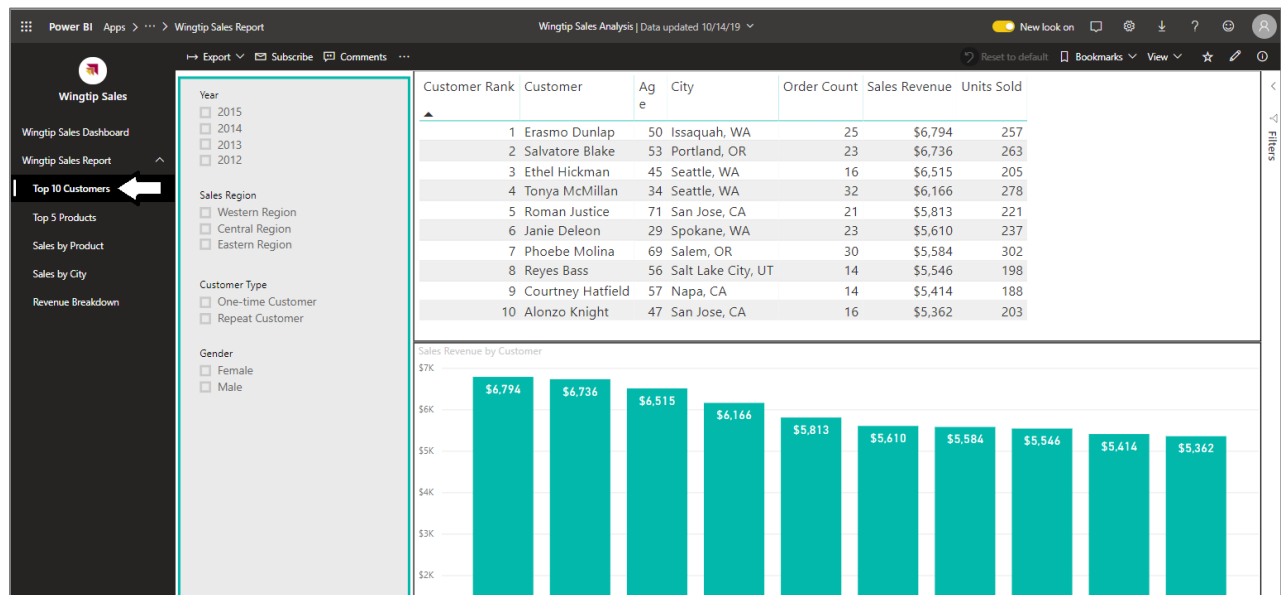 Power BI Apps > ··· > Wingtip Sales Report Wingtip Sales Analysis | Data updated 10/14/19 New look on
Export Subscribe Comments ··· Reset to default Bookmarks View
Wingtip Sales
Wingtip Sales Dashboard
Wingtip Sales Report
Top 10 Customers
Top 5 Products
Sales by Product
Sales by City
Revenue Breakdown
Year
2015
2014
2013
2012
Sales Region
Western Region
Central Region
Eastern Region
Customer Type
One-time Customer
Repeat Customer
Gender
Female
Male
Customer Rank Customer Ag City Order Count Sales Revenue Units Sold
e
1 Erasmo Dunlap 50 Issaquah, WA 25 $6,794 257
2 Salvatore Blake 53 Portland, OR 23 $6,736 263
3 Ethel Hickman 45 Seattle, WA 16 $6,515 205
4 Tonya McMillan 34 Seattle, WA 32 $6,166 278
5 Roman Justice 71 San Jose, CA 21 $5,813 221
6 Janie Deleon 29 Spokane, WA 23 $5,610 237
7 Phoebe Molina 69 Salem, OR 30 $5,584 302
8 Reyes Bass 56 Salt Lake City, UT 14 $5,546 198
9 Courtney Hatfield 57 Napa, CA 14 $5,414 188
10 Alonzo Knight 47 San Jose, CA 16 $5,362 203
Sales Revenue by Customer
$7K
$6K
$5K
$4K
$3K
$2K
$6,794 $6,736 $6,515 $6,166 $5,813 $5,610 $5,584 $5,546 $5,414 $5,362
Filters